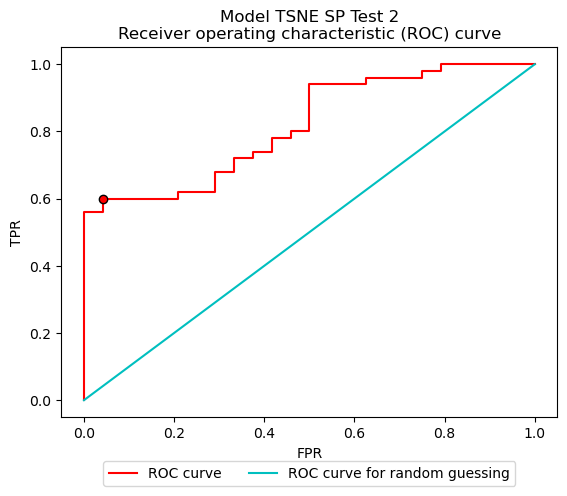 Model TSNE SP Test 2
Receiver operating characteristic (ROC) curve
1.0
0.8
0.6
0.4
0.2
0.0
TPR
0.0 0.2 0.4 0.6 0.8 1.0
FPR
ROC curve ROC curve for random guessing